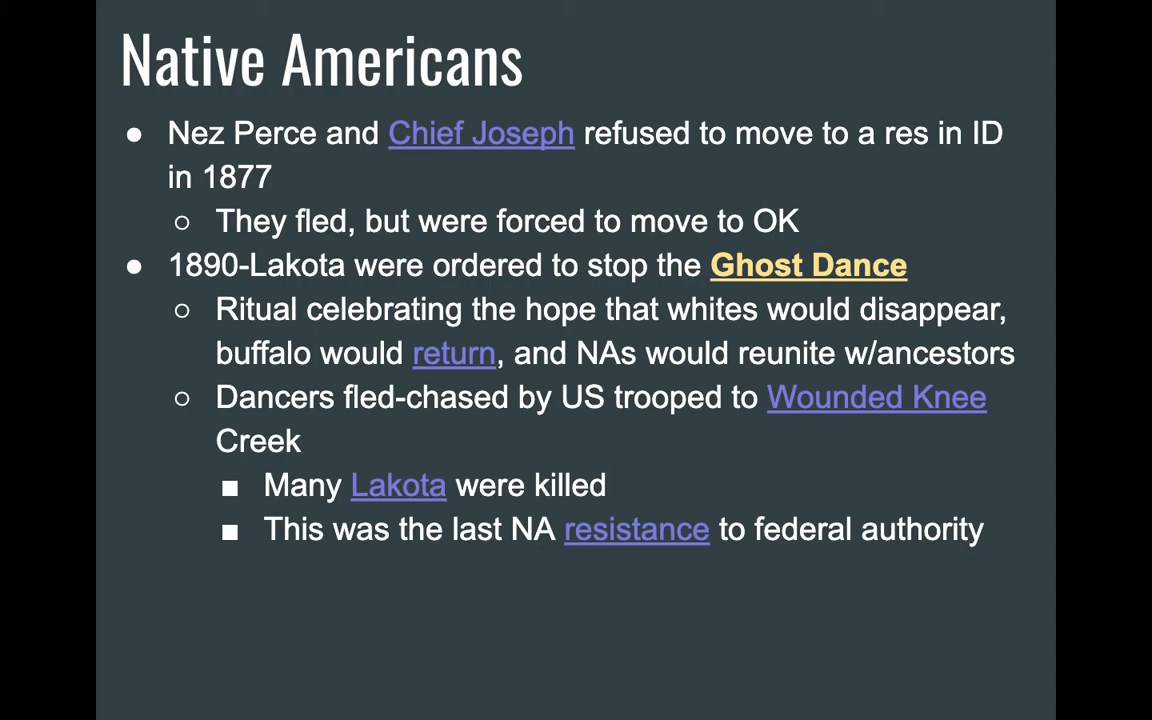 Native Americans
● Nez Perce and Chief Joseph refused to move to a res in ID
in 1877
○ They fled, but were forced to move to OK
● 1890-Lakota were ordered to stop the Ghost Dance
○ Ritual celebrating the hope that whites would disappear,
buffalo would return, and NAs would reunite w/ancestors
○ Dancers fled-chased by US trooped to Wounded Knee
Creek
■ Many Lakota were killed
■ This was the last NA resistance to federal authority